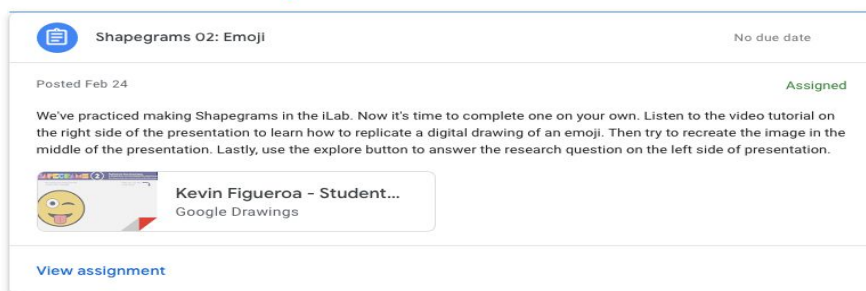 Shapegrams 02: Emoji
No due date
Posted Feb 24
Assigned
We've practiced making Shapegrams in the iLab. Now it's time to complete one on your own. Listen to the video tutorial on
the right side of the presentation to learn how to replicate a digital drawing of an emoji. Then try to recreate the image in the
middle of the presentation. Lastly, use the explore button to answer the research question on the left side of presentation.
Kevin Figueroa - Student...
Google Drawings
View assignment